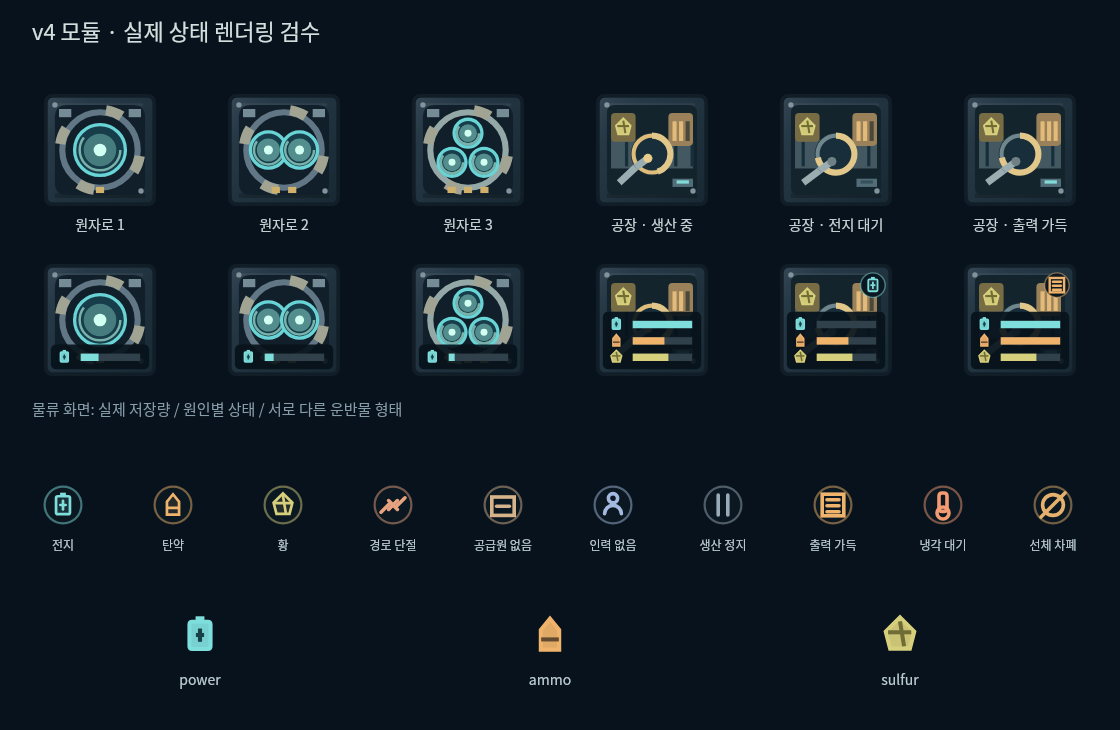 v4 모듈 · 실제 상태 렌더링 검수
원자로 1
원자로 2
원자로 3
공장 · 생산 중
공장 · 전지 대기
공장 · 출력 가득
물류 화면: 실제 저장량 / 원인별 상태 / 서로 다른 운반물 형태
전지
탄약
황
경로 단절
공급원 없음
인력 없음
생산 정지
출력 가득
냉각 대기
선체 차폐
power
ammo
sulfur